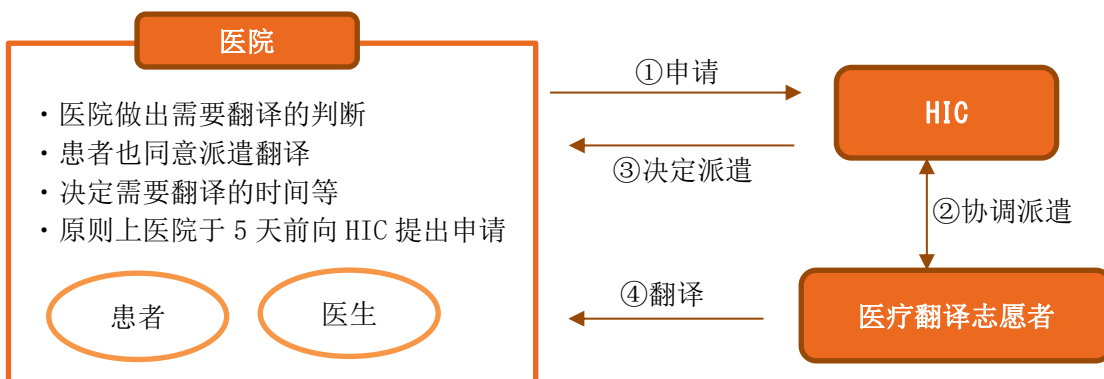 医院
・医院做出需要翻译的判断
・患者也同意派遣翻译
・决定需要翻译的时间等
・原则上医院于 5 天前向 HIC 提出申请
患者
医生
①申请
HIC
③决定派遣
②协调派遣
④翻译
医疗翻译志愿者